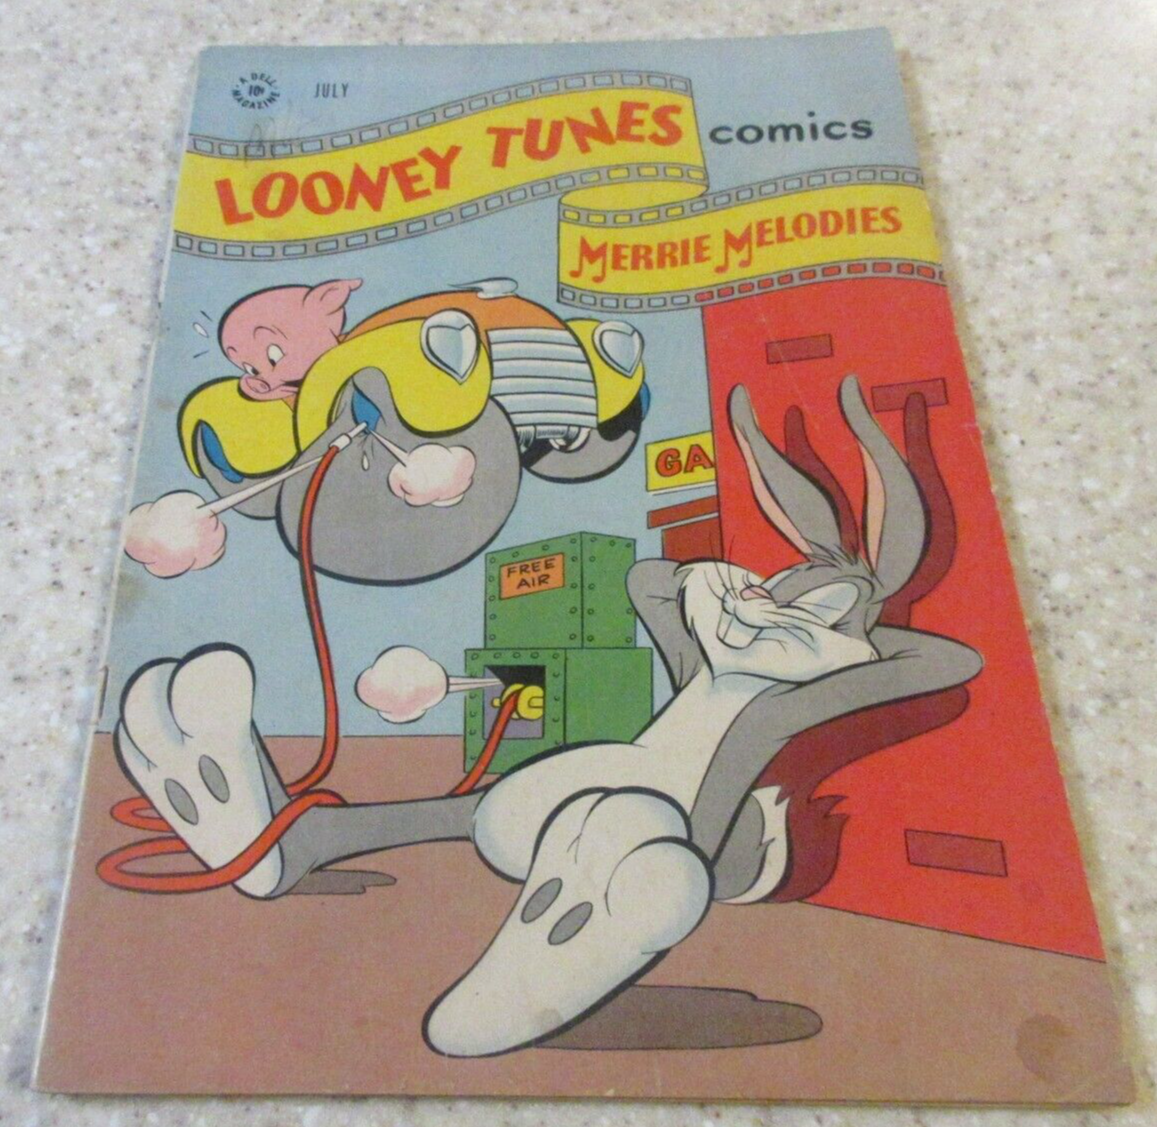 A DELL
10¢
MAGAZINE
JULY
LOONEY TUNES comics
MERRIE MELODIES
GA
FREE
AIR